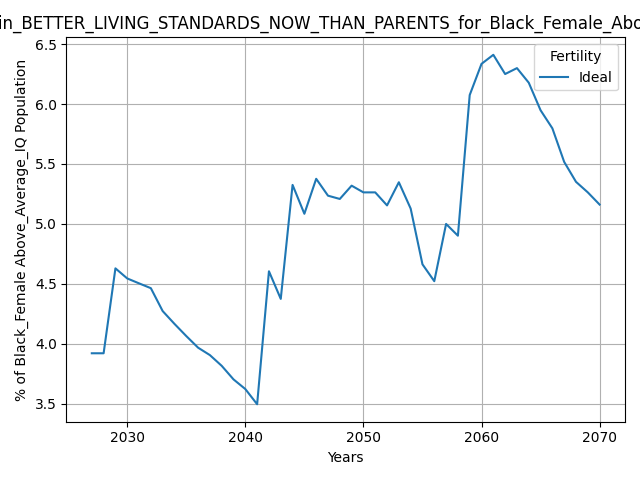 in_BETTER_LIVING_STANDARDS_NOW_THAN_PARENTS_for_Black_Female_Abo
6.5
6.0
5.5
5.0
4.5
4.0
3.5
% of Black_Female Above_Average_IQ Population
Fertility
Ideal
2030
2040
2050
2060
2070
Years